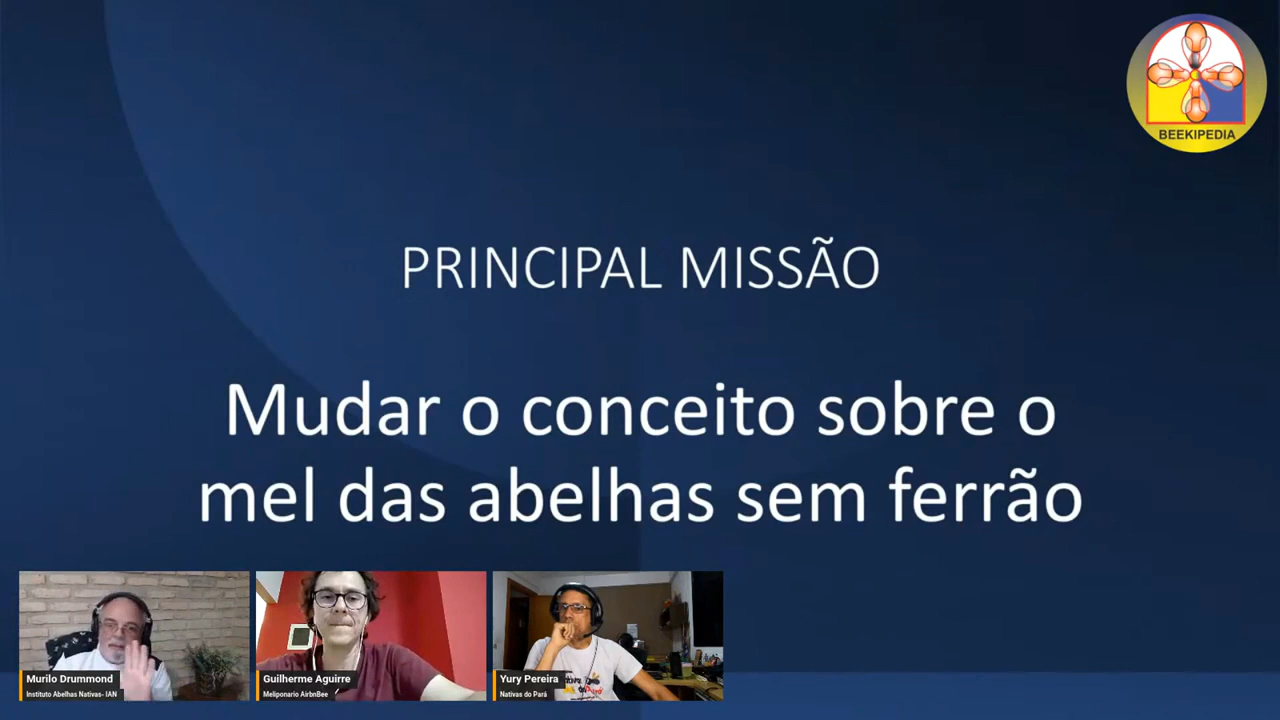 BEEKIPEDIA
PRINCIPAL MISSÃO
Mudar o conceito sobre o
mel das abelhas sem ferrão
Murilo Drummond
Instituto Abelhas Nativas- IAN
Guilherme Aguirre
Meliponario AirbnBee
Yury Pereira
Nativas do Pará